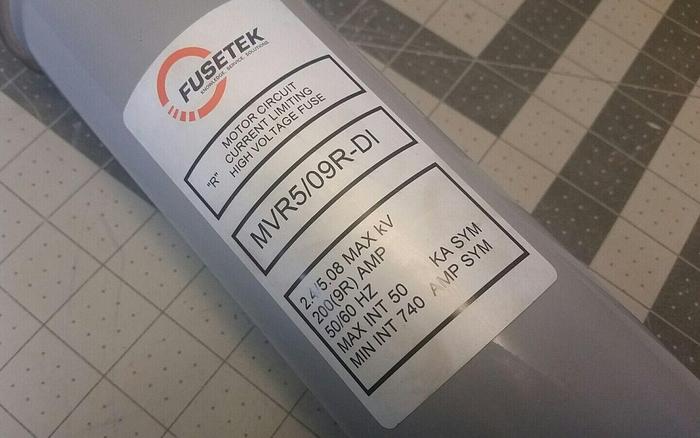 FUSETEK
KNOWLEDGE. SERVICE. SOLUTIONS.
MOTOR CIRCUIT
"R" CURRENT LIMITING
HIGH VOLTAGE FUSE
MVR5/09R-DI
2.4/5.08 MAX kV
200(9R) AMP
50/60 HZ
MAX INT 50 KA SYM
MIN INT 740 AMP SYM